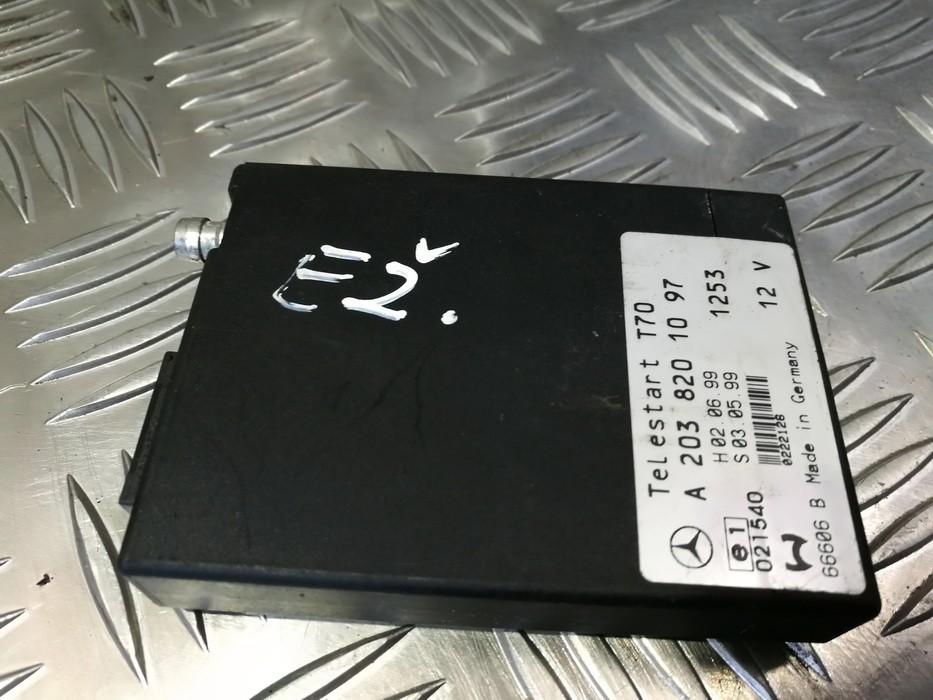 Telestart T70
A 203 820 10 97
H 02.06.99 1253
S 03.05.99
0222128
12 V
e1
021540
66606 B Made in Germany